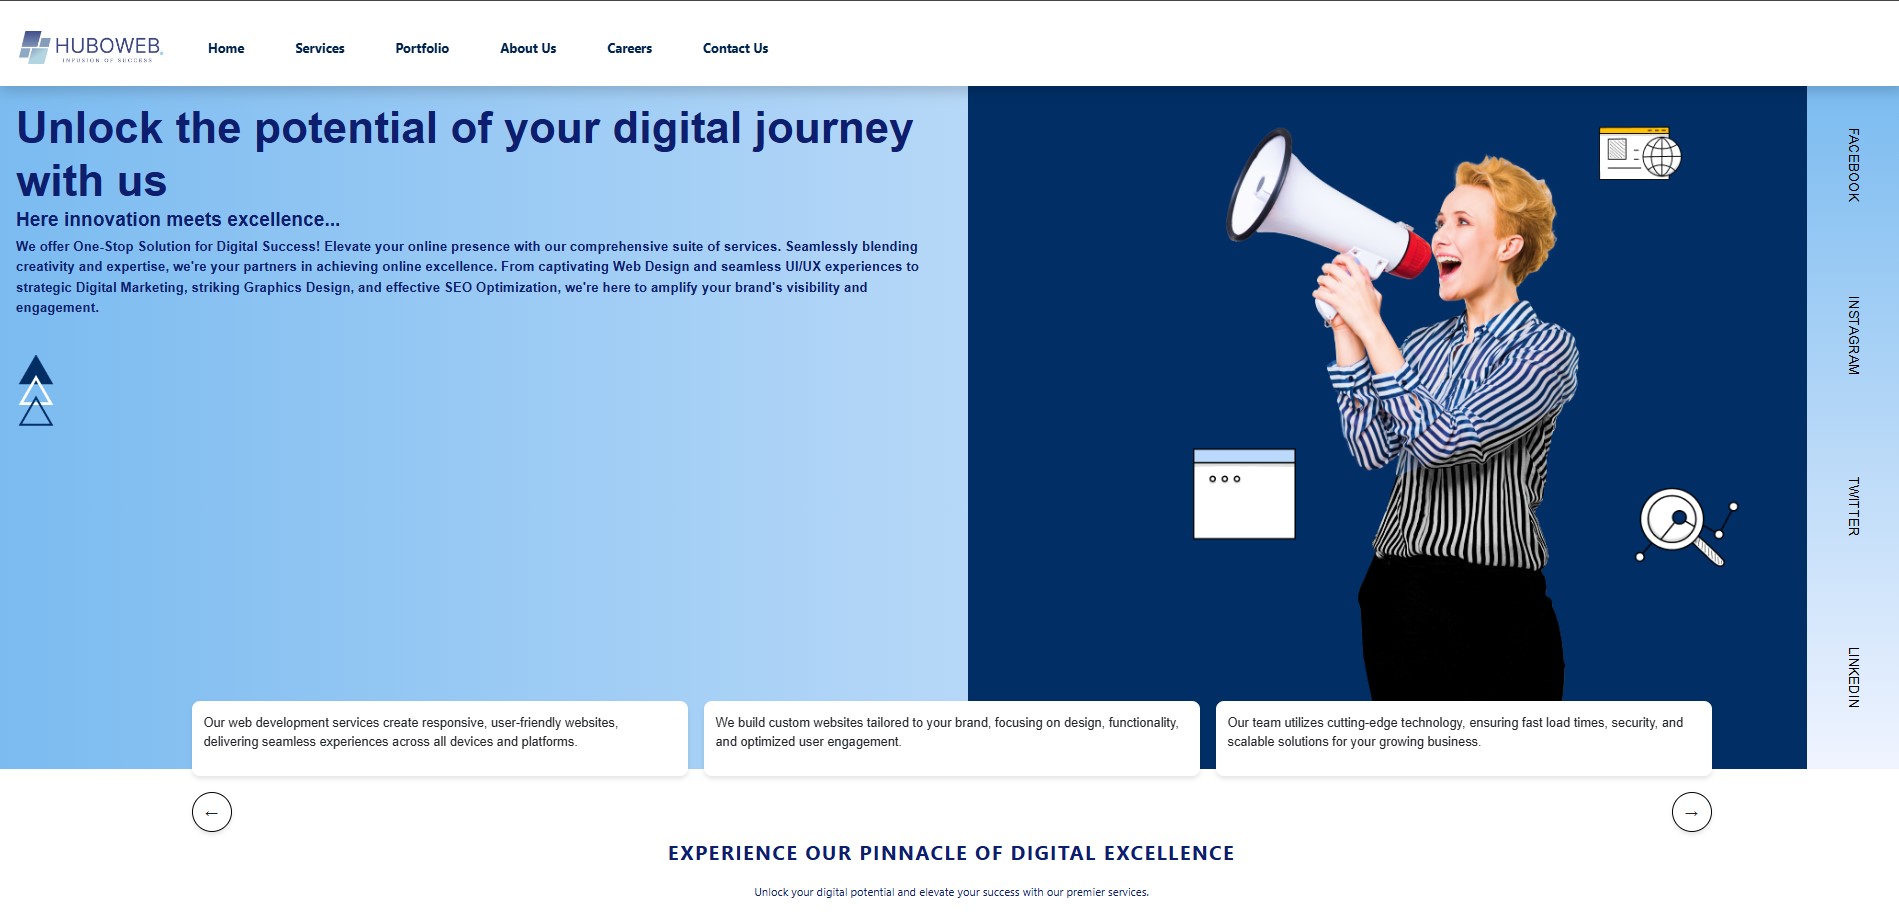 HUBOWEB.
INFUSION OF SUCCESS
Home
Services
Portfolio
About Us
Careers
Contact Us
Unlock the potential of your digital journey
with us
Here innovation meets excellence...
We offer One-Stop Solution for Digital Success! Elevate your online presence with our comprehensive suite of services. Seamlessly blending
creativity and expertise, we're your partners in achieving online excellence. From captivating Web Design and seamless UI/UX experiences to
strategic Digital Marketing, striking Graphics Design, and effective SEO Optimization, we're here to amplify your brand's visibility and
engagement.
FACEBOOK
INSTAGRAM
TWITTER
LINKEDIN
Our web development services create responsive, user-friendly websites,
delivering seamless experiences across all devices and platforms.
We build custom websites tailored to your brand, focusing on design, functionality,
and optimized user engagement.
Our team utilizes cutting-edge technology, ensuring fast load times, security, and
scalable solutions for your growing business.
←
→
EXPERIENCE OUR PINNACLE OF DIGITAL EXCELLENCE
Unlock your digital potential and elevate your success with our premier services.